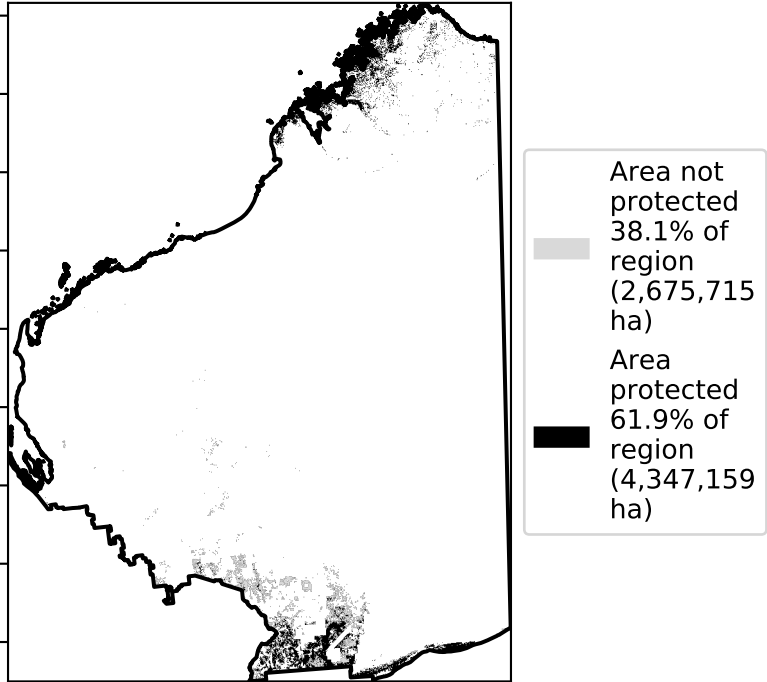 Area not
protected
38.1% of
region
(2,675,715
ha)
Area
protected
61.9% of
region
(4,347,159
ha)